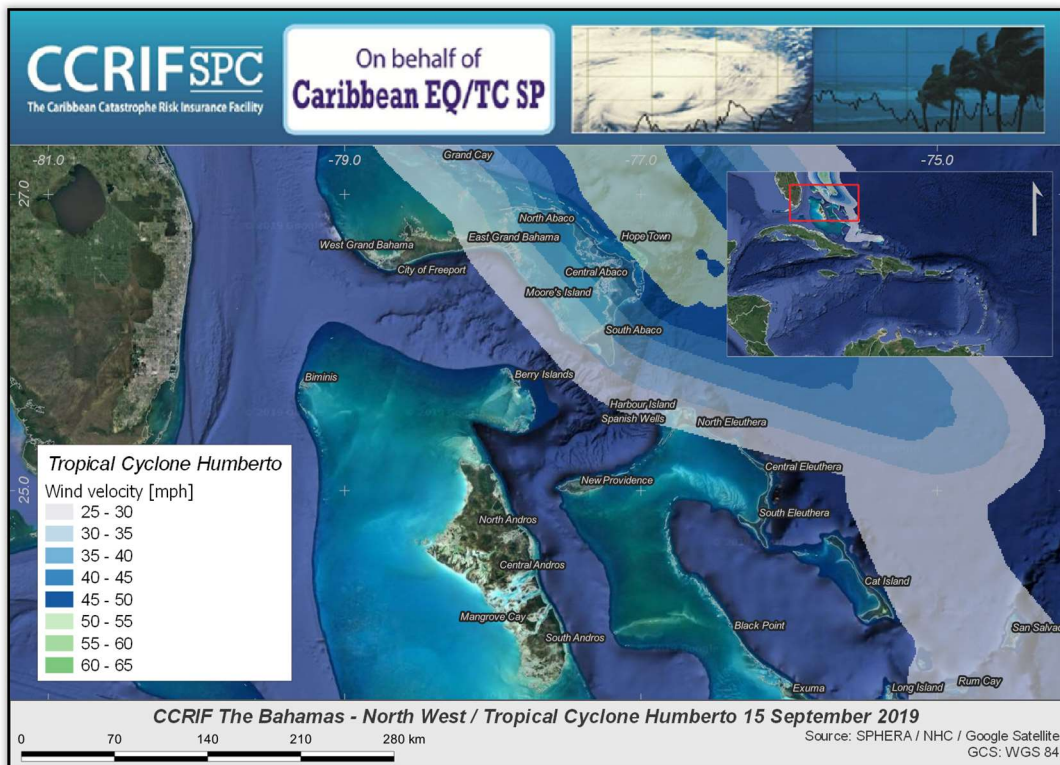 CCRIF SPC
The Caribbean Catastrophe Risk Insurance Facility
On behalf of
Caribbean EQ/TC SP
-81.0
-79.0
-77.0
-75.0
27.0
25.0
Grand Cay
North Abaco
West Grand Bahama
East Grand Bahama
Hope Town
City of Freeport
Central Abaco
Moore's Island
South Abaco
Biminis
Berry Islands
Harbour Island
Spanish Wells
North Eleuthera
Central Eleuthera
New Providence
South Eleuthera
North Andros
Central Andros
Cat Island
Mangrove Cay
Black Point
South Andros
San Salvad
Rum Cay
Exuma
Long Island
Tropical Cyclone Humberto
Wind velocity [mph]
25 - 30
30 - 35
35 - 40
40 - 45
45 - 50
50 - 55
55 - 60
60 - 65
CCRIF The Bahamas - North West / Tropical Cyclone Humberto 15 September 2019
0 70 140 210 280 km
Source: SPHERA / NHC / Google Satellite
GCS: WGS 84